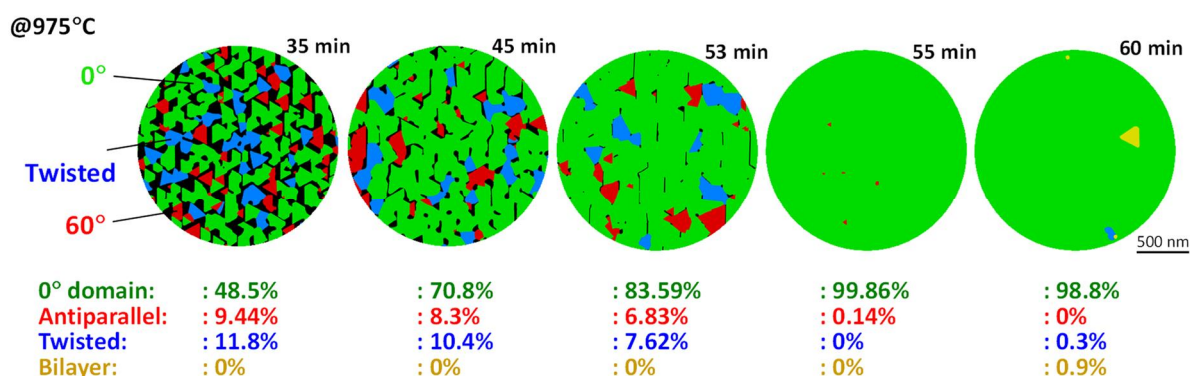 @975°C
35 min
45 min
53 min
55 min
60 min
0°
Twisted
60°
500 nm
0° domain: : 48.5% : 70.8% : 83.59% : 99.86% : 98.8%
Antiparallel: : 9.44% : 8.3% : 6.83% : 0.14% : 0%
Twisted: : 11.8% : 10.4% : 7.62% : 0% : 0.3%
Bilayer: : 0% : 0% : 0% : 0% : 0.9%